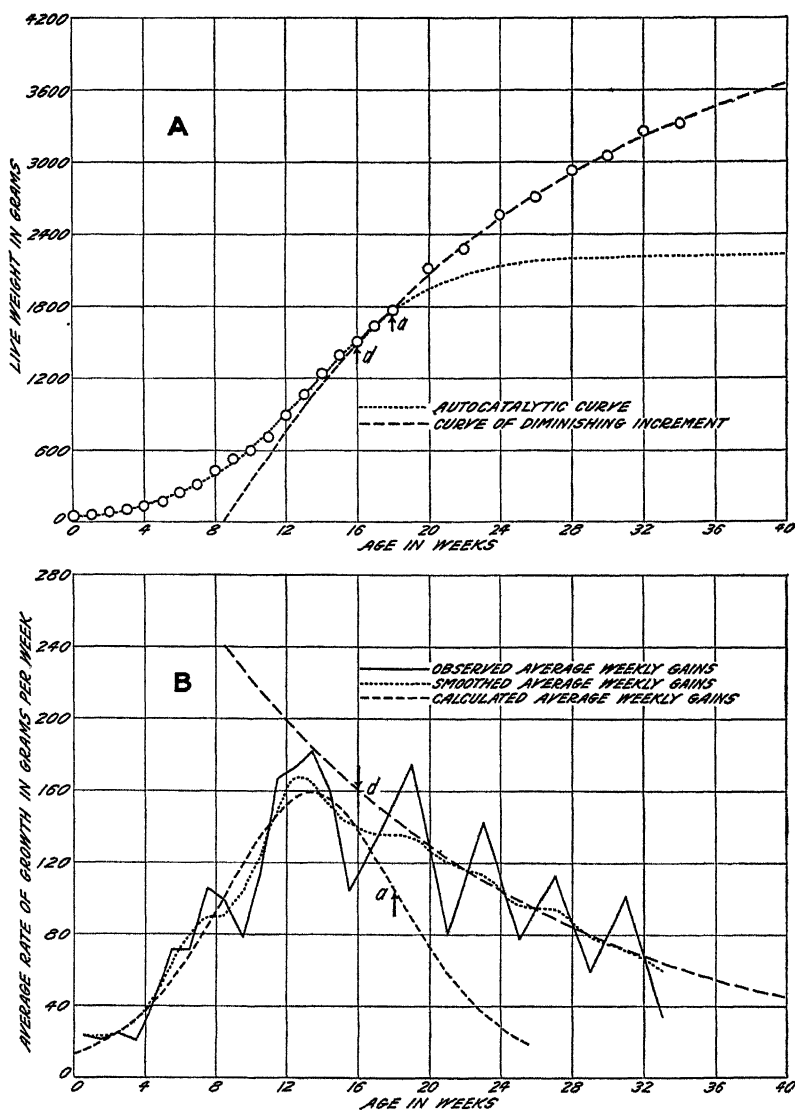 4200
3600
3000
2400
1800
1200
600
0
A
LIVE WEIGHT IN GRAMS
a
d
AUTOCATALYTIC CURVE
CURVE OF DIMINISHING INCREMENT
0 4 8 12 16 20 24 28 32 36 40
AGE IN WEEKS
280
240
200
160
120
80
40
0
B
AVERAGE RATE OF GROWTH IN GRAMS PER WEEK
OBSERVED AVERAGE WEEKLY GAINS
SMOOTHED AVERAGE WEEKLY GAINS
CALCULATED AVERAGE WEEKLY GAINS
d
a
0 4 8 12 16 20 24 28 32 36 40
AGE IN WEEKS